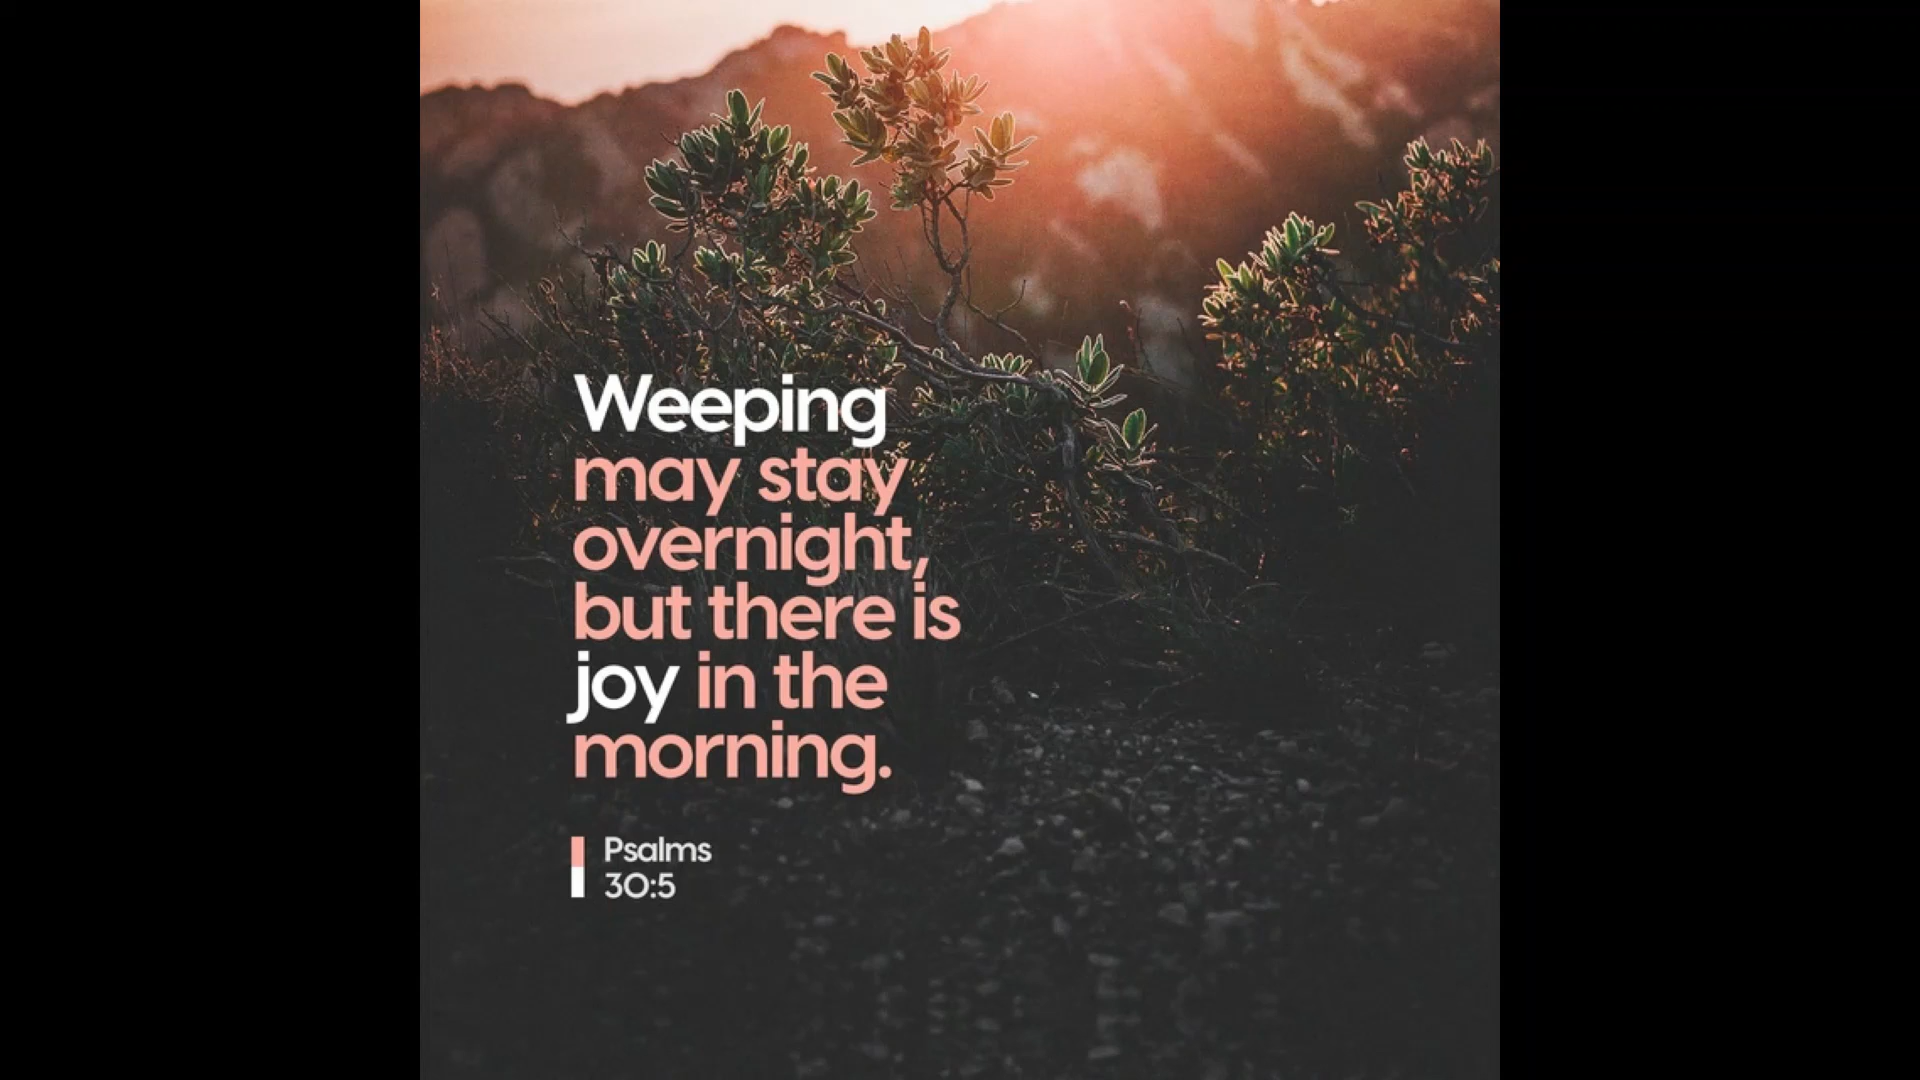 Weeping
may stay
overnight,
but there is
joy in the
morning.
Psalms
30:5